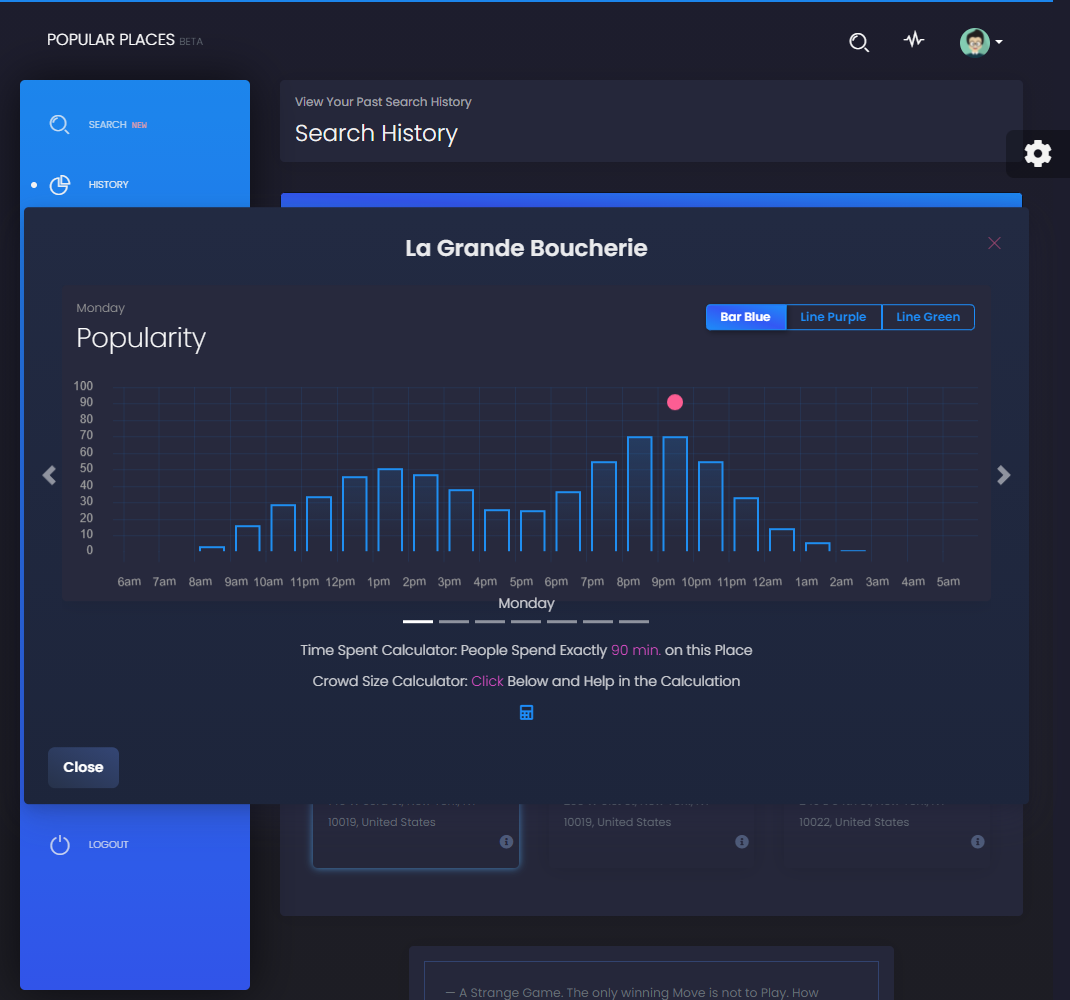 POPULAR PLACES BETA
SEARCH NEW
HISTORY
View Your Past Search History
Search History
La Grande Boucherie
Monday
Popularity
Bar Blue
Line Purple
Line Green
100
90
80
70
60
50
40
30
20
10
0
6am 7am 8am 9am 10am 11pm 12pm 1pm 2pm 3pm 4pm 5pm 6pm 7pm 8pm 9pm 10pm 11pm 12am 1am 2am 3am 4am 5am
Monday
Time Spent Calculator: People Spend Exactly 90 min. on this Place
Crowd Size Calculator: Click Below and Help in the Calculation
Close
10019, United States
10019, United States
10022, United States
LOGOUT
— A Strange Game. The only winning Move is not to Play. How